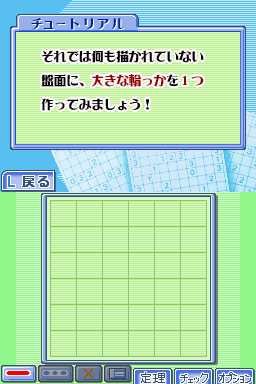 チュートリアル
それでは何も描かれていない
盤面に、大きな輪っかを１つ
作ってみましょう！
L 戻る
定理 チェック オプション